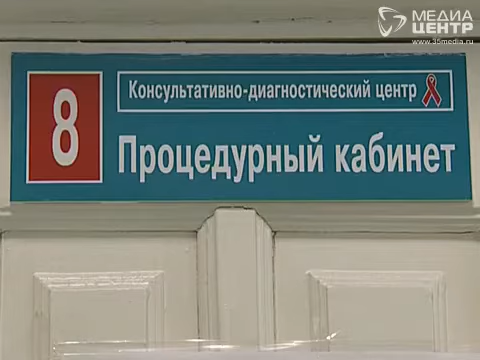 МЕДИА
ЦЕНТР
www.35media.ru
8
Консультативно-диагностический центр
Процедурный кабинет